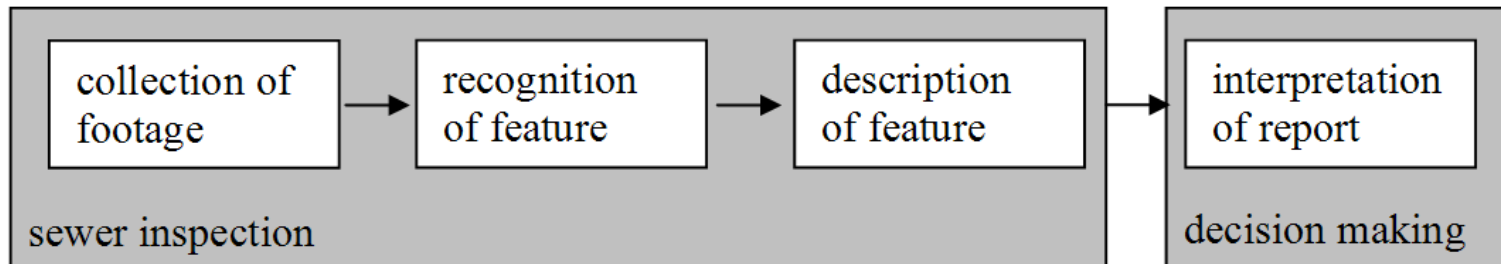 collection of
footage
recognition
of feature
description
of feature
sewer inspection
interpretation
of report
decision making